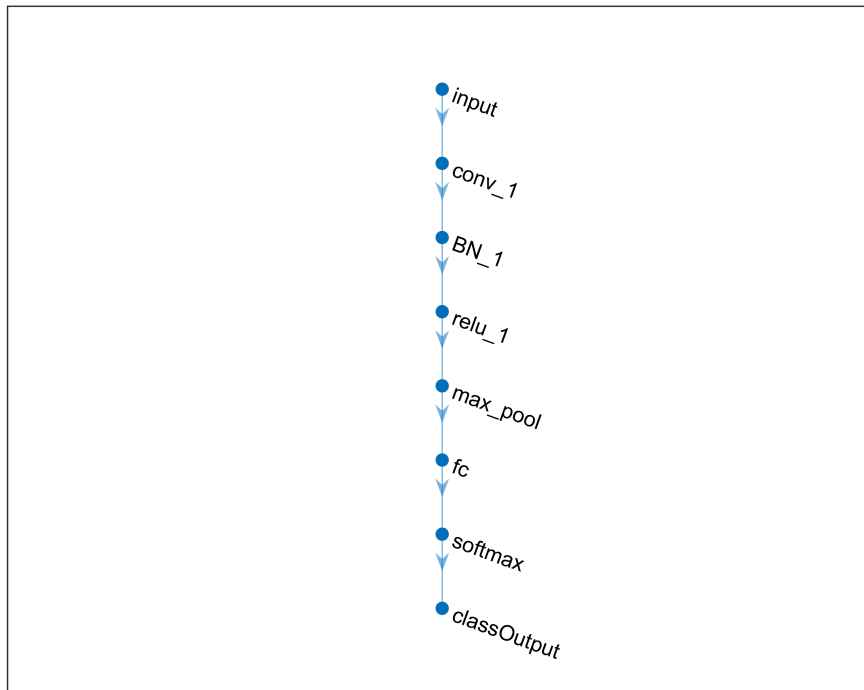 input
conv_1
BN_1
relu_1
max_pool
fc
softmax
classOutput